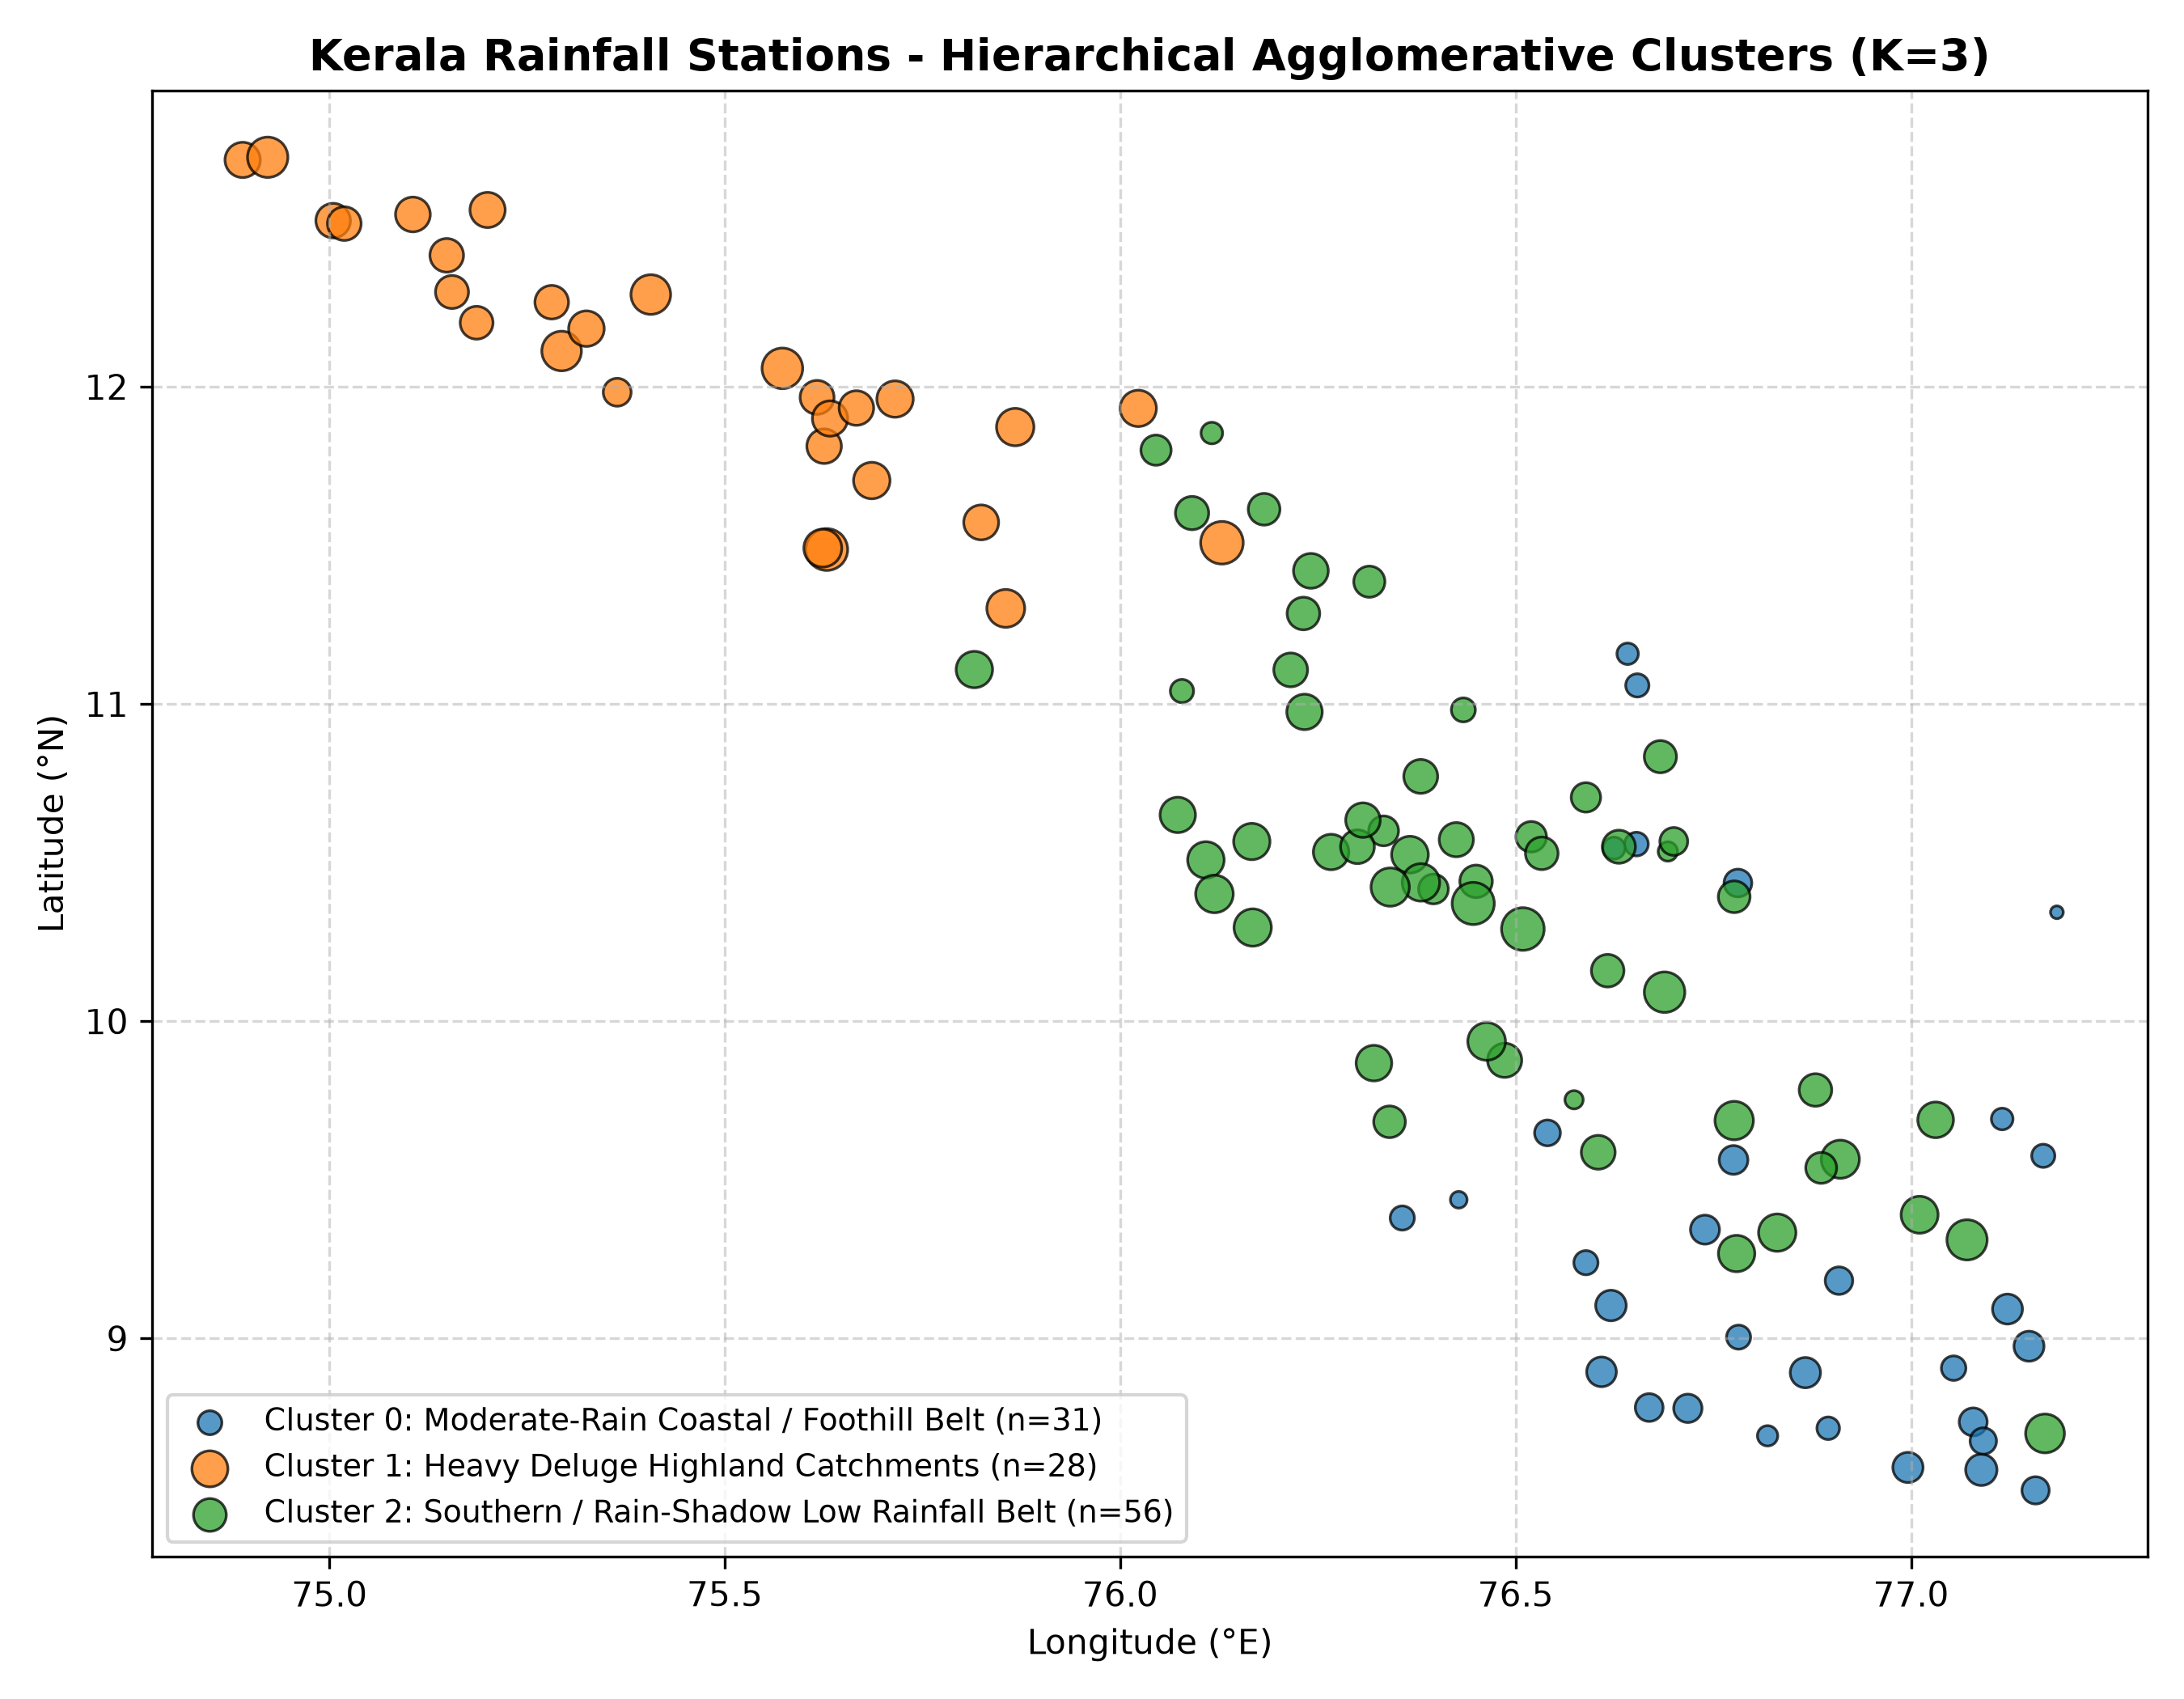 Kerala Rainfall Stations - Hierarchical Agglomerative Clusters (K=3)
12
11
10
9
Latitude (°N)
Cluster 0: Moderate-Rain Coastal / Foothill Belt (n=31)
Cluster 1: Heavy Deluge Highland Catchments (n=28)
Cluster 2: Southern / Rain-Shadow Low Rainfall Belt (n=56)
75.0 75.5 76.0 76.5 77.0
Longitude (°E)